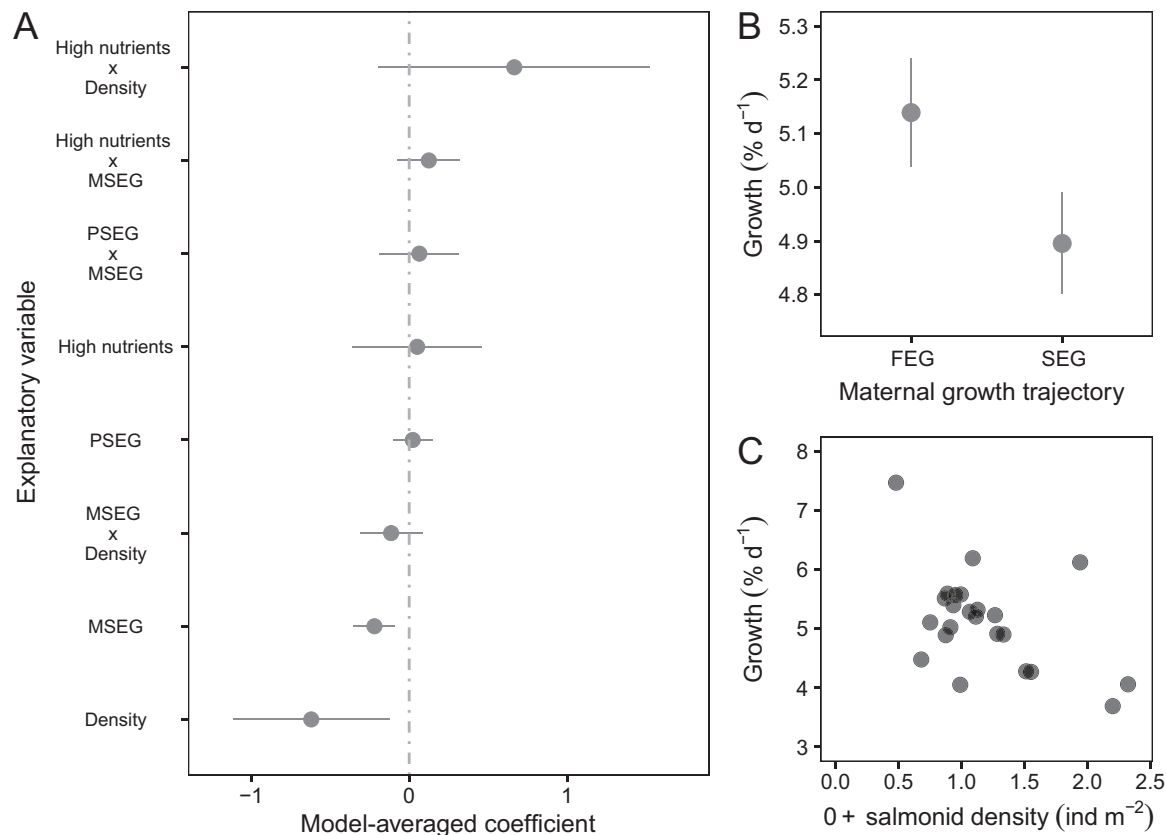 A
High nutrients
x
Density
High nutrients
x
MSEG
PSEG
x
MSEG
High nutrients
PSEG
MSEG
x
Density
MSEG
Density
Explanatory variable
−1
0
1
Model-averaged coefficient
B
5.3
5.2
5.1
5.0
4.9
4.8
Growth (% d⁻¹)
FEG
SEG
Maternal growth trajectory
C
8
7
6
5
4
3
Growth (% d⁻¹)
0.0
0.5
1.0
1.5
2.0
2.5
0 + salmonid density (ind m⁻²)